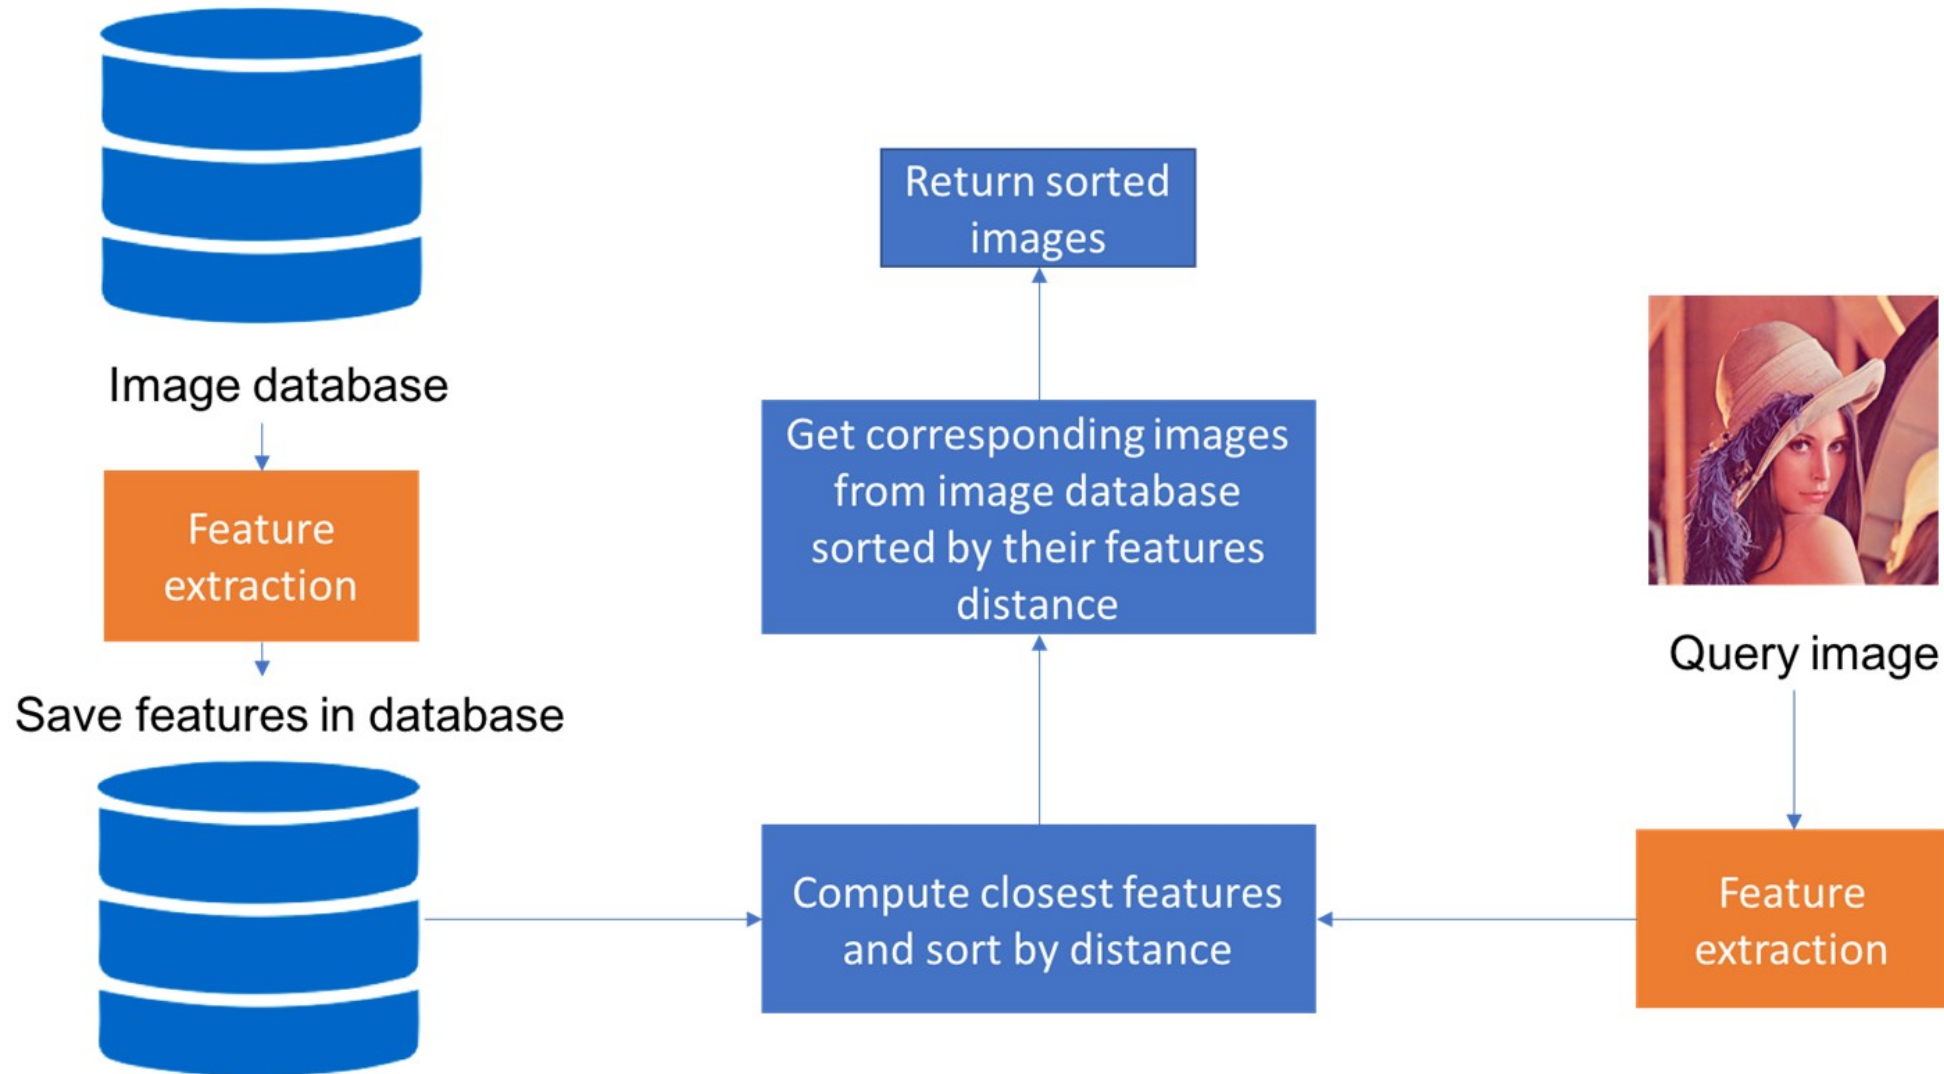 Image database
Feature
extraction
Save features in database
Return sorted
images
Get corresponding images
from image database
sorted by their features
distance
Compute closest features
and sort by distance
Query image
Feature
extraction